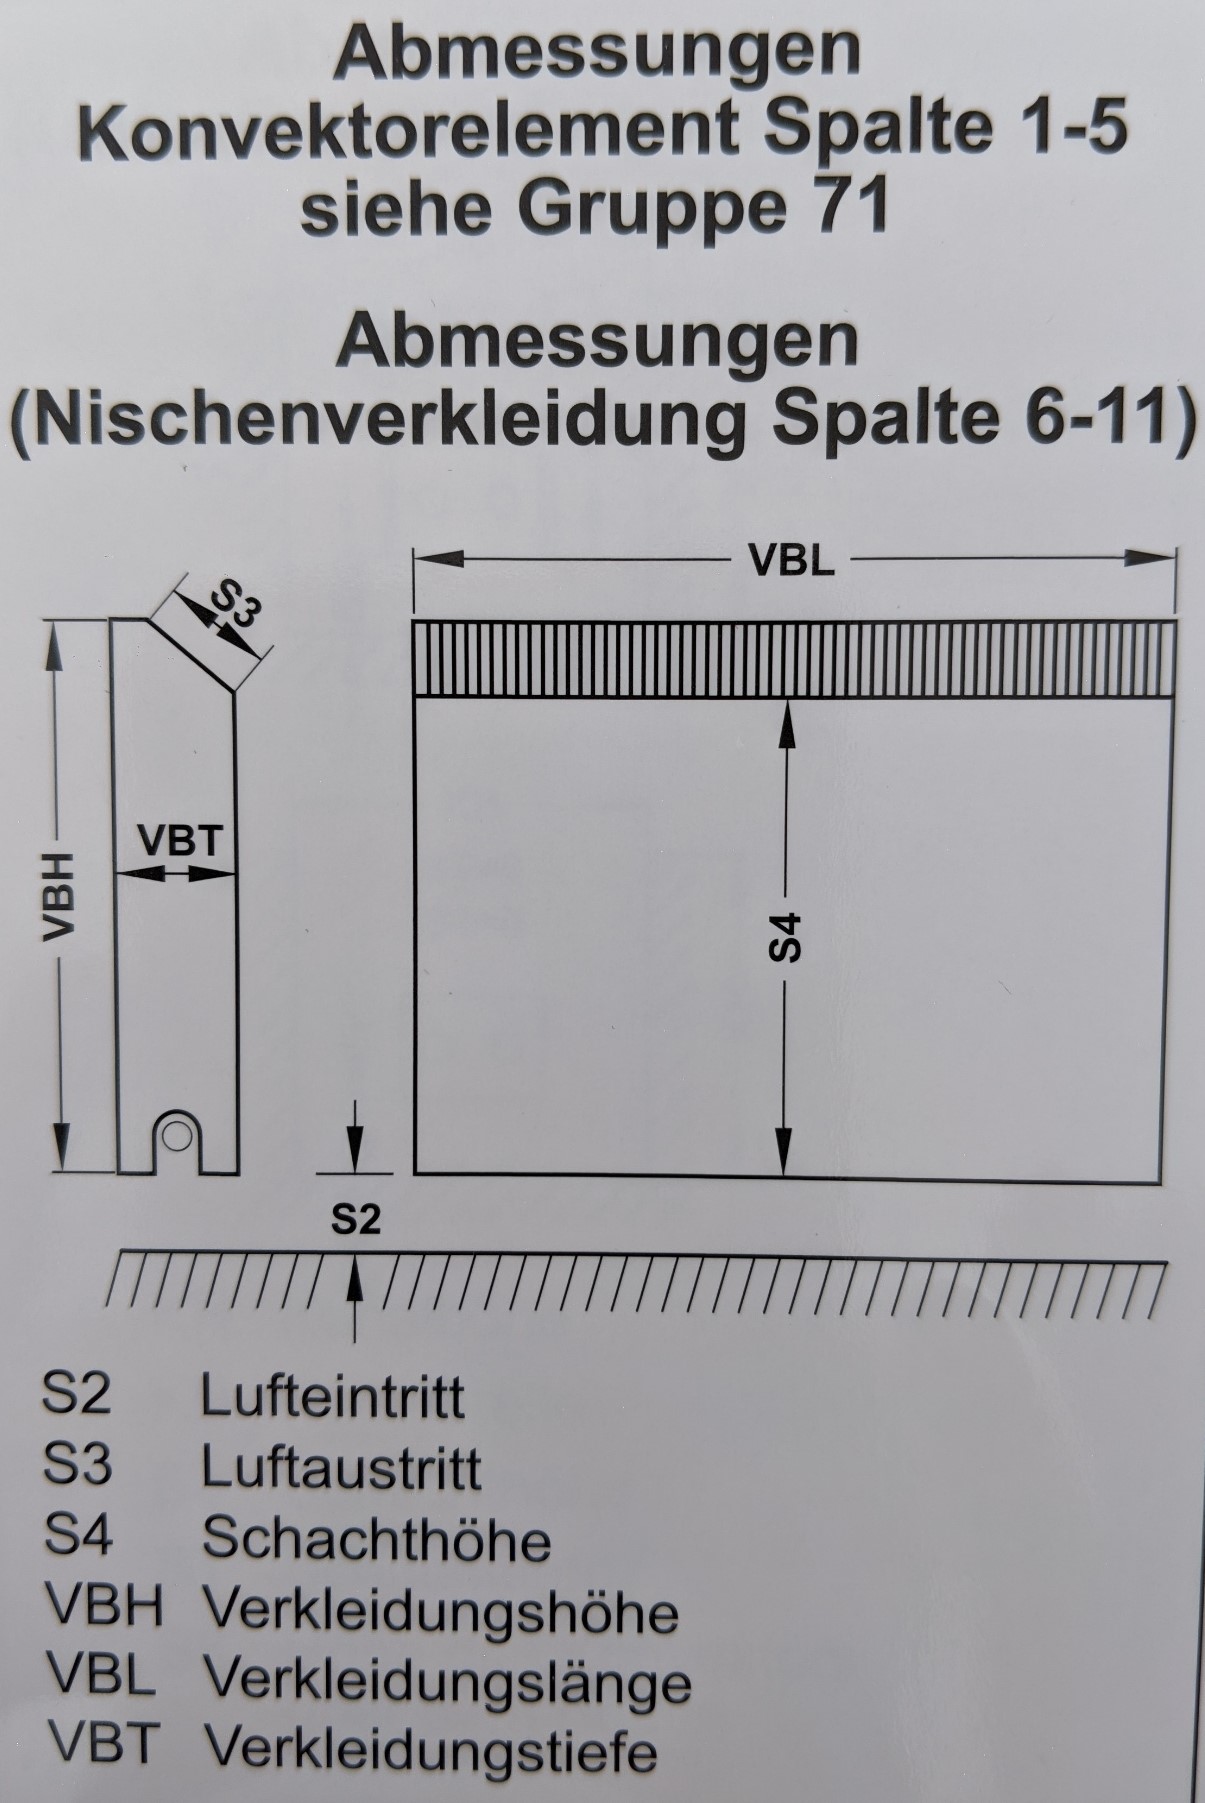 Abmessungen
Konvektorelement Spalte 1-5
siehe Gruppe 71
Abmessungen
(Nischenverkleidung Spalte 6-11)
VBL
S3
VBT
VBH
S4
S2
S2 Lufteintritt
S3 Luftaustritt
S4 Schachthöhe
VBH Verkleidungshöhe
VBL Verkleidungslänge
VBT Verkleidungstiefe